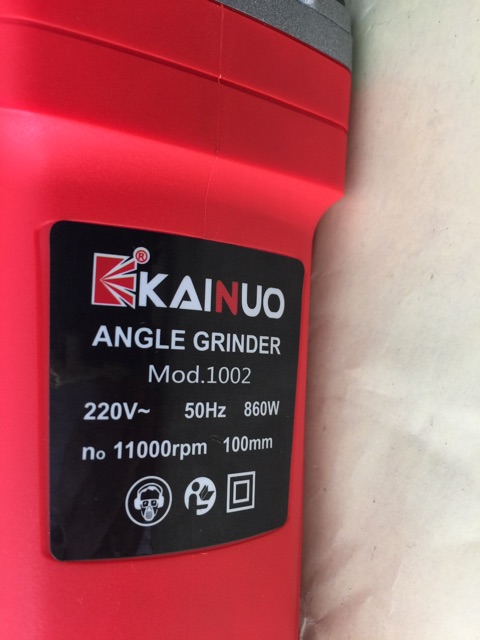 ®
KAINUO
ANGLE GRINDER
Mod.1002
220V~ 50Hz 860W
no 11000rpm 100mm